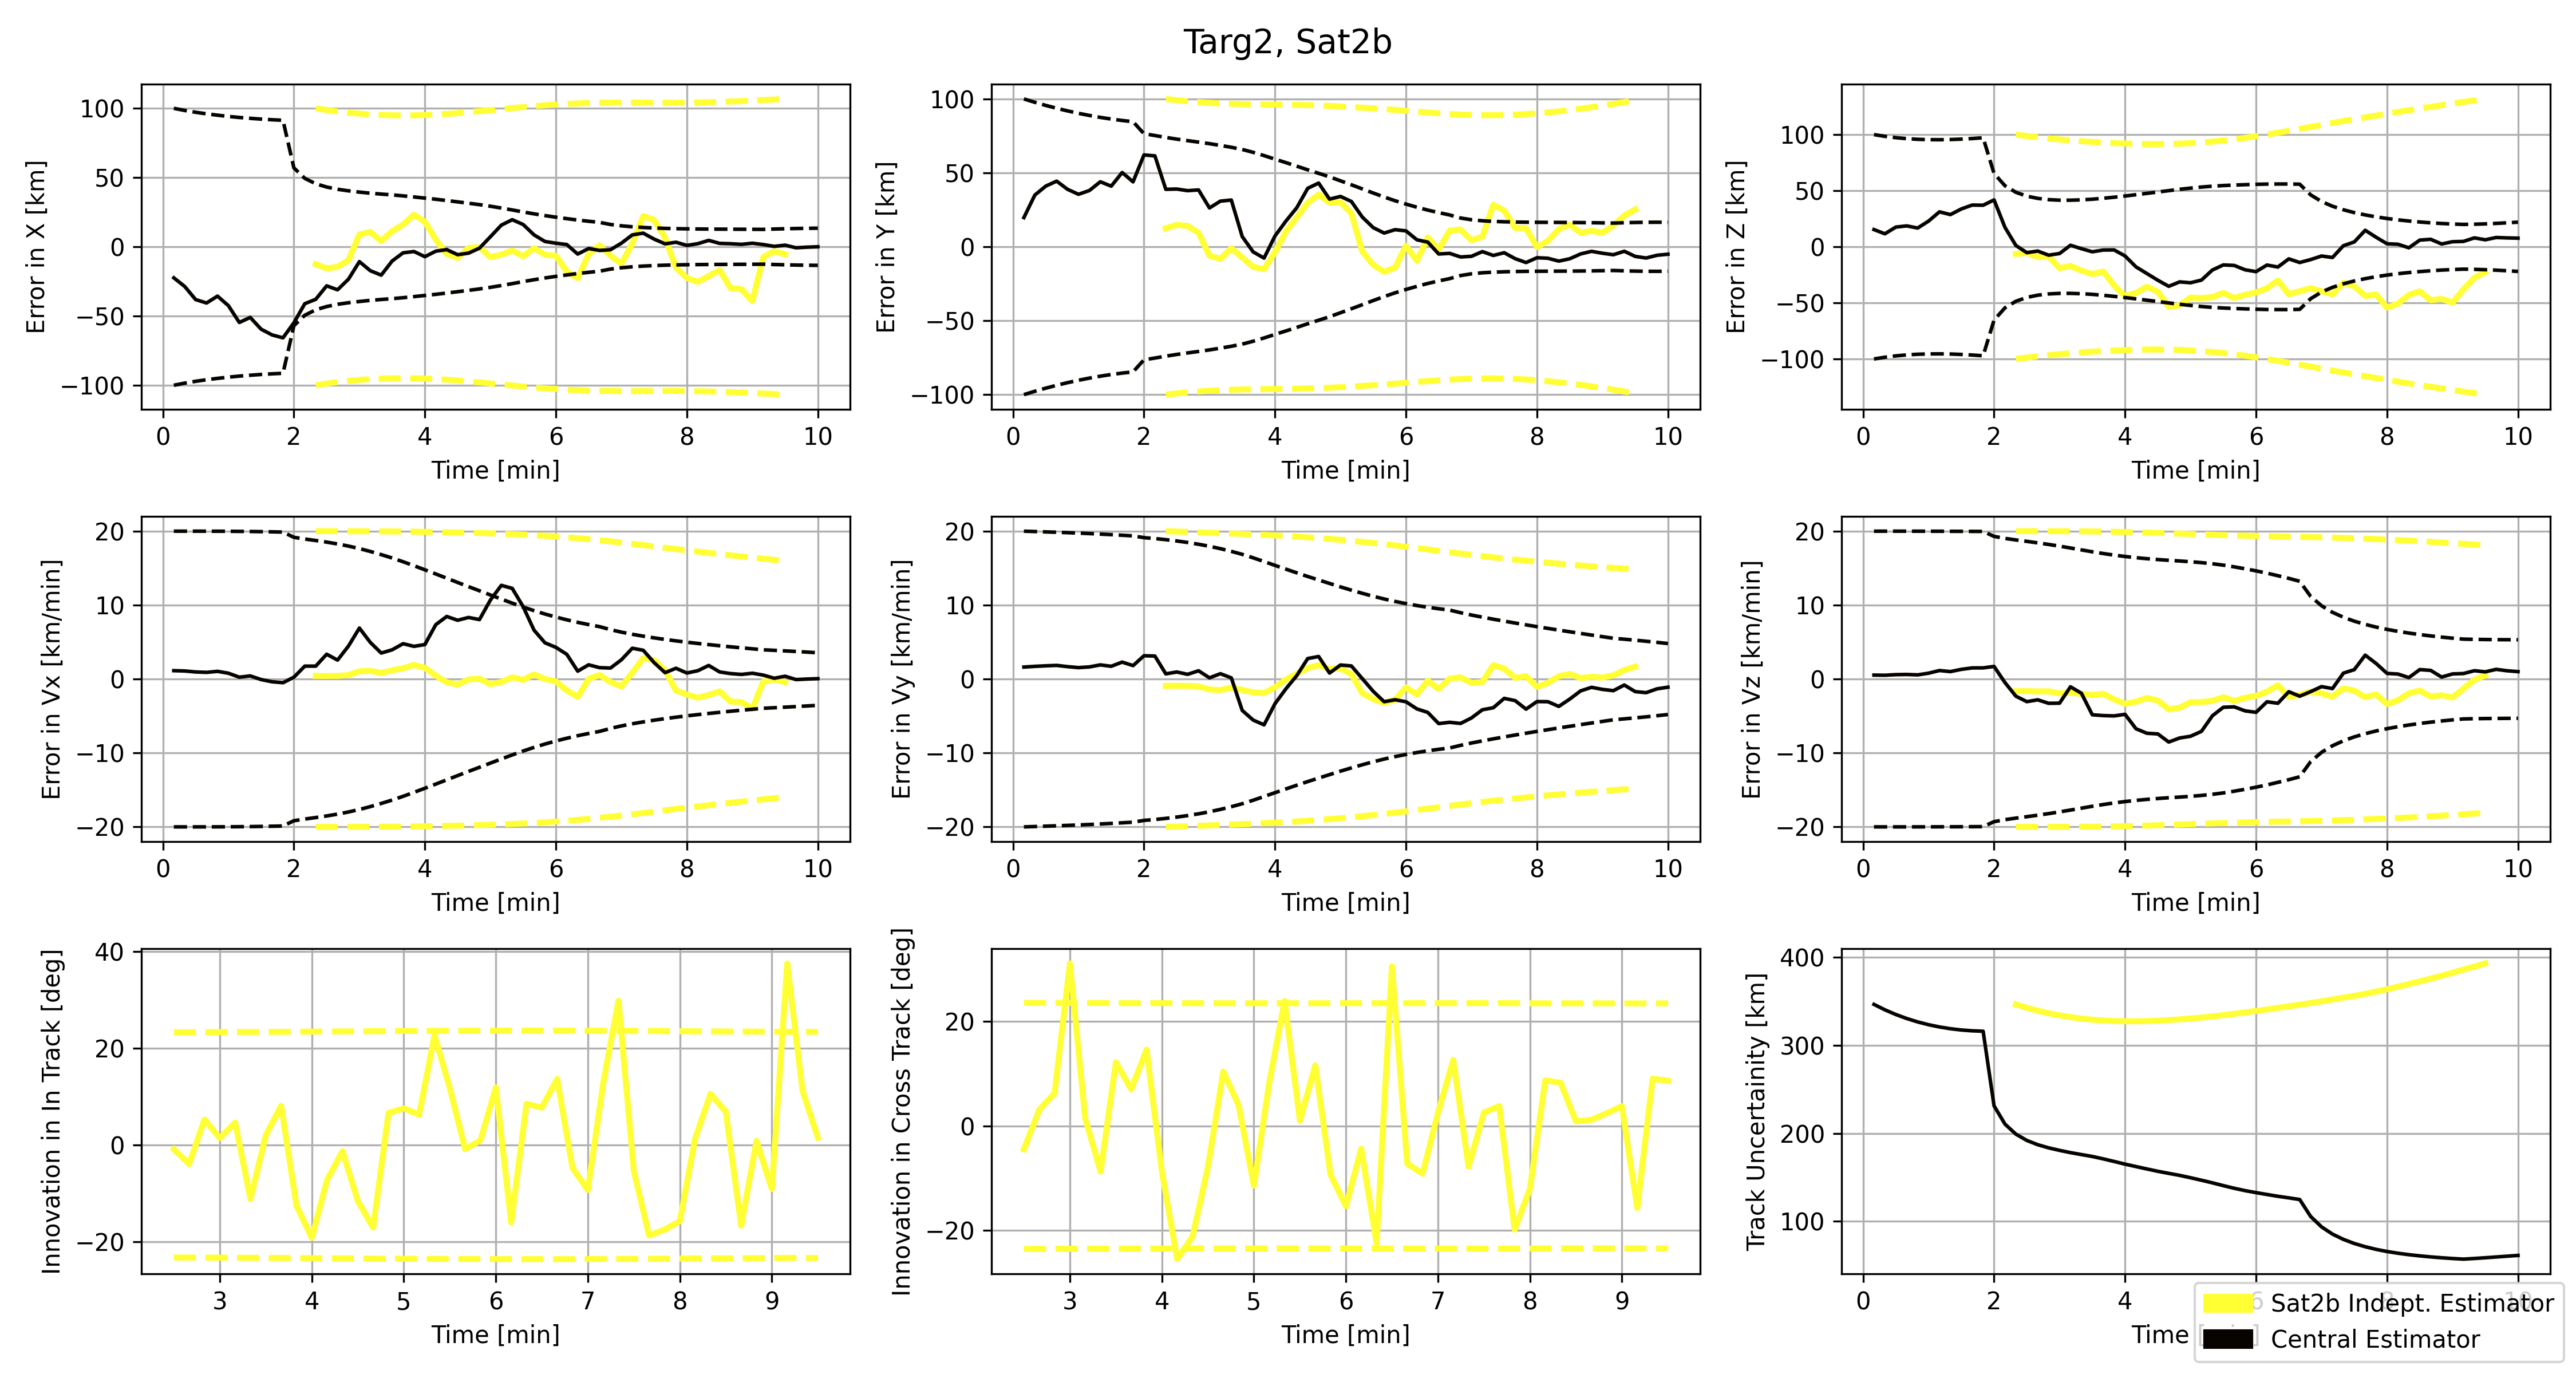 Targ2, Sat2b
Error in X [km]
100
50
0
−50
−100
0 2 4 6 8 10
Time [min]
Error in Y [km]
100
50
0
−50
−100
0 2 4 6 8 10
Time [min]
Error in Z [km]
100
50
0
−50
−100
0 2 4 6 8 10
Time [min]
Error in Vx [km/min]
20
10
0
−10
−20
0 2 4 6 8 10
Time [min]
Error in Vy [km/min]
20
10
0
−10
−20
0 2 4 6 8 10
Time [min]
Error in Vz [km/min]
20
10
0
−10
−20
0 2 4 6 8 10
Time [min]
Innovation in In Track [deg]
40
20
0
−20
3 4 5 6 7 8 9
Time [min]
Innovation in Cross Track [deg]
20
0
−20
3 4 5 6 7 8 9
Time [min]
Track Uncertainity [km]
400
300
200
100
0 2 4 6 8 10
Time
Sat2b Indept. Estimator
Central Estimator